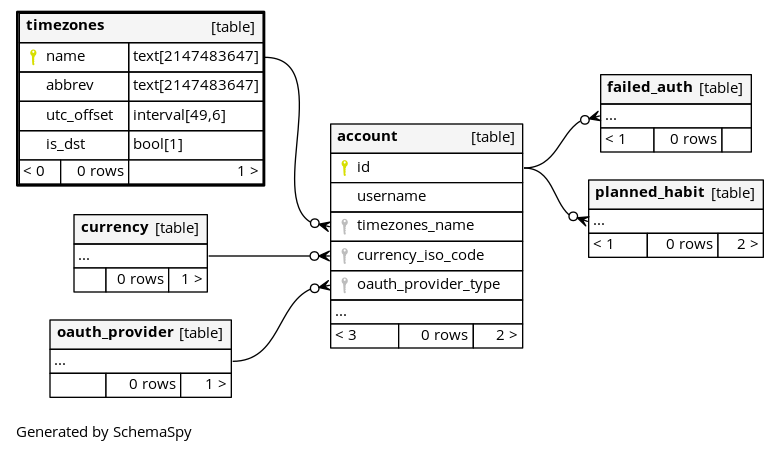 timezones [table]
name text[2147483647]
abbrev text[2147483647]
utc_offset interval[49,6]
is_dst bool[1]
< 0 0 rows 1 >
currency [table]
...
0 rows 1 >
oauth_provider [table]
...
0 rows 1 >
account [table]
id
username
timezones_name
currency_iso_code
oauth_provider_type
...
< 3 0 rows 2 >
failed_auth [table]
...
< 1 0 rows
planned_habit [table]
...
< 1 0 rows 2 >
Generated by SchemaSpy